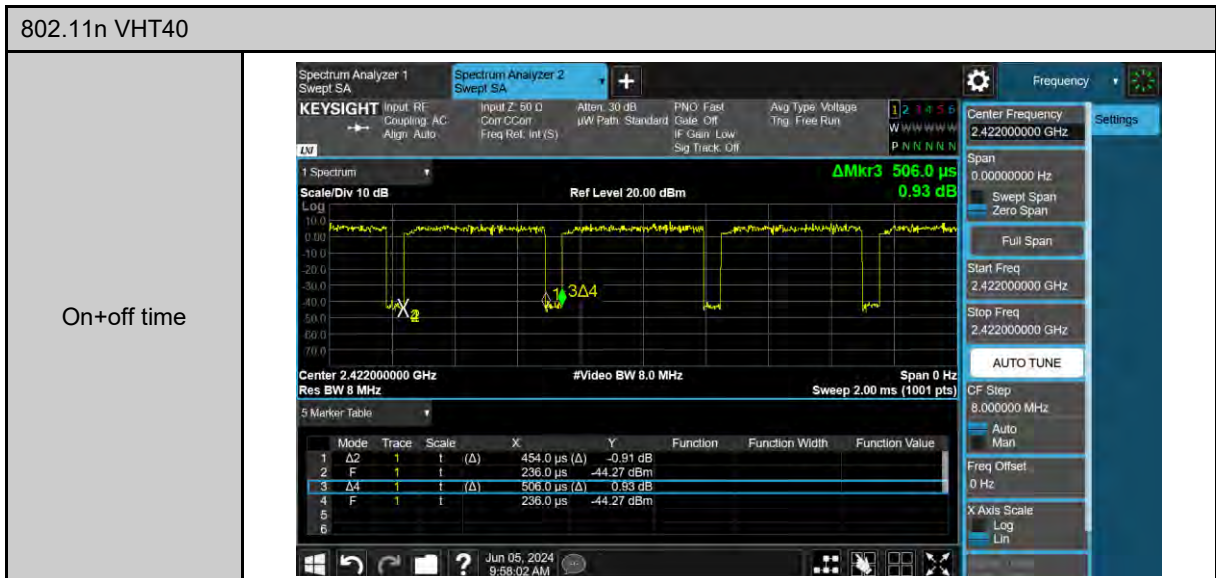 802.11n VHT40
On+off time
Spectrum Analyzer 1
Swept SA
Spectrum Analyzer 2
Swept SA
Frequency
KEYSIGHT
Input: RF
Coupling: AC
Align: Auto
Input Z: 50 Ω
Corr CCorr
Freq Ref: Int (S)
Atten: 30 dB
µW Path: Standard
PNO: Fast
Gate: Off
IF Gain: Low
Sig Track: Off
Avg Type: Voltage
Trig: Free Run
1 2 3 4 5 6
W W W W W W
P N N N N N
LXI
1 Spectrum
Scale/Div 10 dB
Ref Level 20.00 dBm
ΔMkr3 506.0 µs
0.93 dB
Log
10.0
0.00
-10.0
-20.0
-30.0
-40.0
-50.0
-60.0
-70.0
3Δ4
Center 2.422000000 GHz
#Video BW 8.0 MHz
Span 0 Hz
Res BW 8 MHz
Sweep 2.00 ms (1001 pts)
5 Marker Table
Mode Trace Scale X Y Function Function Width Function Value
1 Δ2 1 t (Δ) 454.0 µs (Δ) -0.91 dB
2 F 1 t 236.0 µs -44.27 dBm
3 Δ4 1 t (Δ) 506.0 µs (Δ) 0.93 dB
4 F 1 t 236.0 µs -44.27 dBm
5
6
Jun 05, 2024
9:58:02 AM
Center Frequency
2.422000000 GHz
Settings
Span
0.00000000 Hz
Swept Span
Zero Span
Full Span
Start Freq
2.422000000 GHz
Stop Freq
2.422000000 GHz
AUTO TUNE
CF Step
8.000000 MHz
Auto
Man
Freq Offset
0 Hz
X Axis Scale
Log
Lin